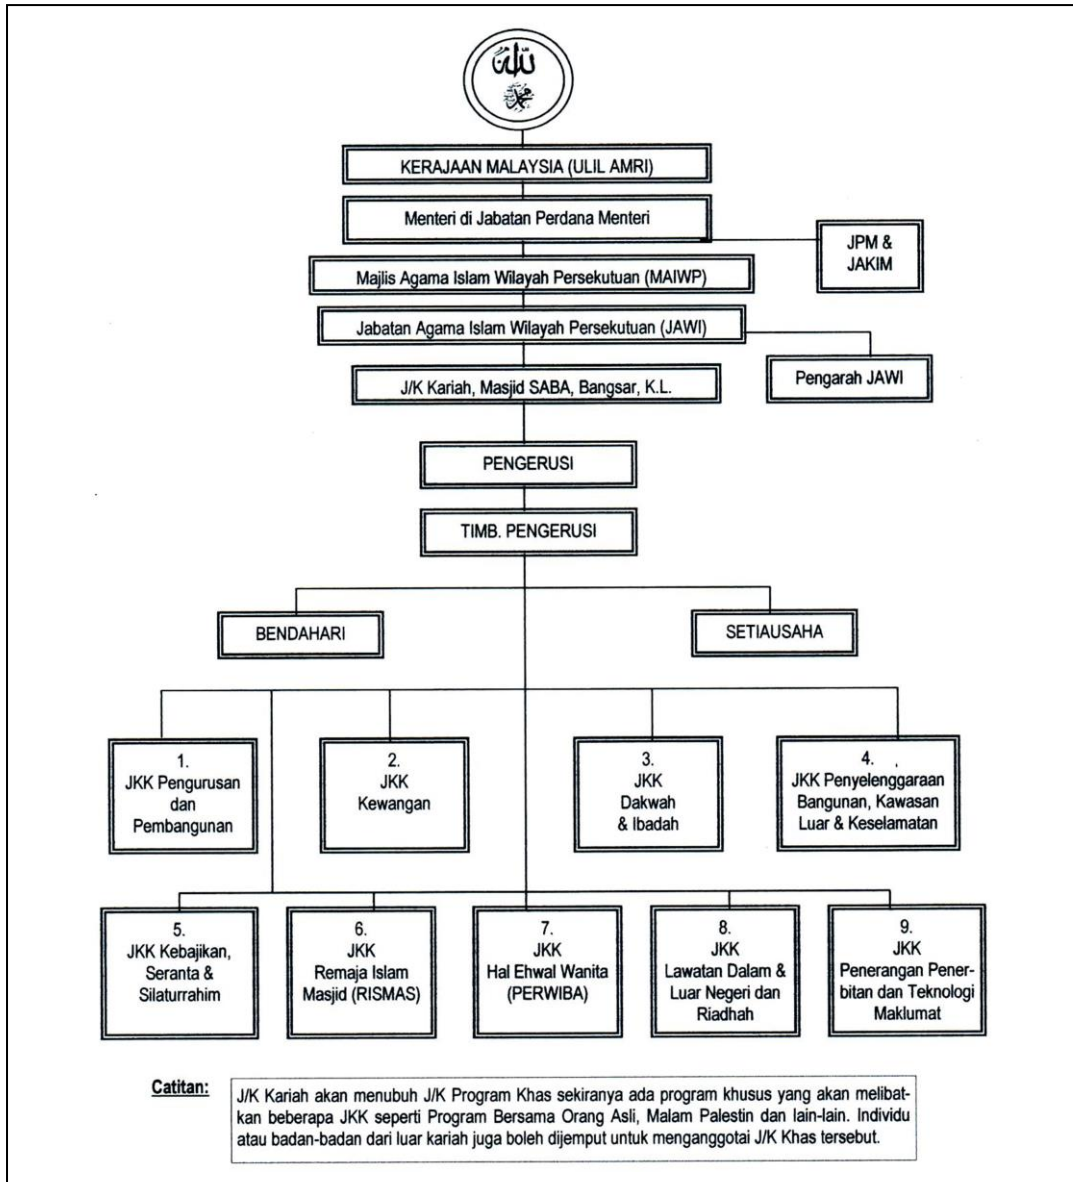 الله
محمد
KERAJAAN MALAYSIA (ULIL AMRI)
Menteri di Jabatan Perdana Menteri
JPM &
JAKIM
Majlis Agama Islam Wilayah Persekutuan (MAIWP)
Jabatan Agama Islam Wilayah Persekutuan (JAWI)
Pengarah JAWI
J/K Kariah, Masjid SABA, Bangsar, K.L.
PENGERUSI
TIMB. PENGERUSI
BENDAHARI
SETIAUSAHA
1.
JKK Pengurusan
dan
Pembangunan
2.
JKK
Kewangan
3.
JKK
Dakwah
& Ibadah
4.
JKK Penyelenggaraan
Bangunan, Kawasan
Luar & Keselamatan
5.
JKK Kebajikan,
Seranta &
Silaturrahim
6.
JKK
Remaja Islam
Masjid (RISMAS)
7.
JKK
Hal Ehwal Wanita
(PERWIBA)
8.
JKK
Lawatan Dalam &
Luar Negeri dan
Riadhah
9.
JKK
Penerangan Pener-
bitan dan Teknologi
Maklumat
Catitan:
J/K Kariah akan menubuh J/K Program Khas sekiranya ada program khusus yang akan melibat-
kan beberapa JKK seperti Program Bersama Orang Asli, Malam Palestin dan lain-lain. Individu
atau badan-badan dari luar kariah juga boleh dijemput untuk menganggotai J/K Khas tersebut.